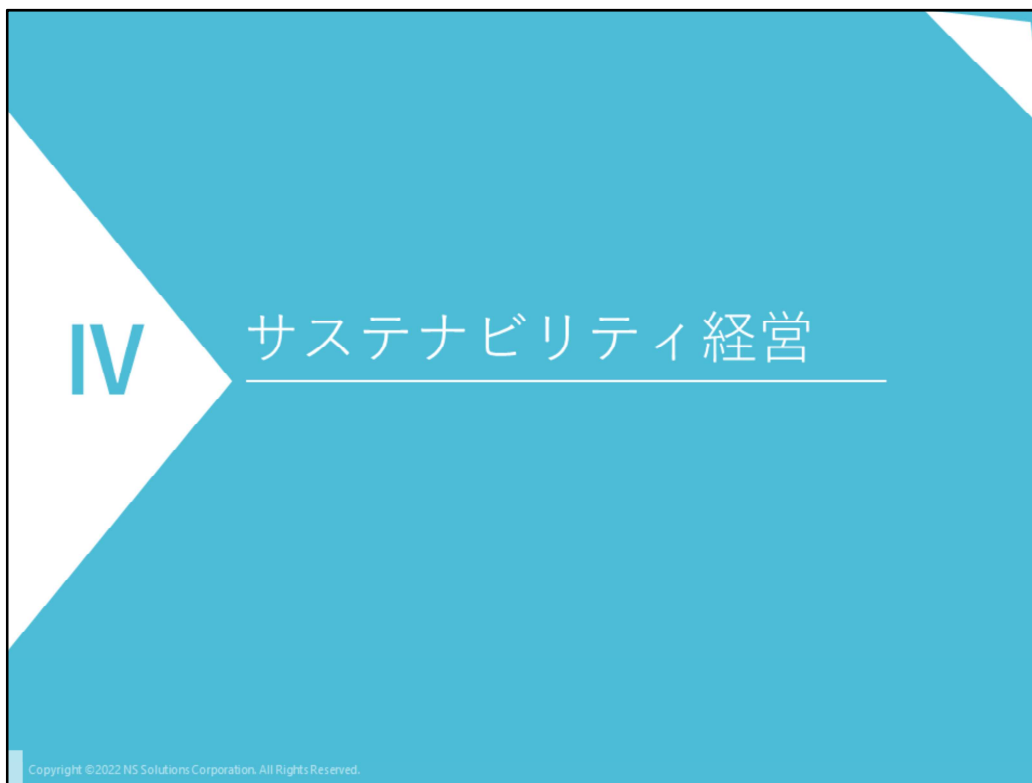 IV
サステナビリティ経営
Copyright ©2022 NS Solutions Corporation. All Rights Reserved.